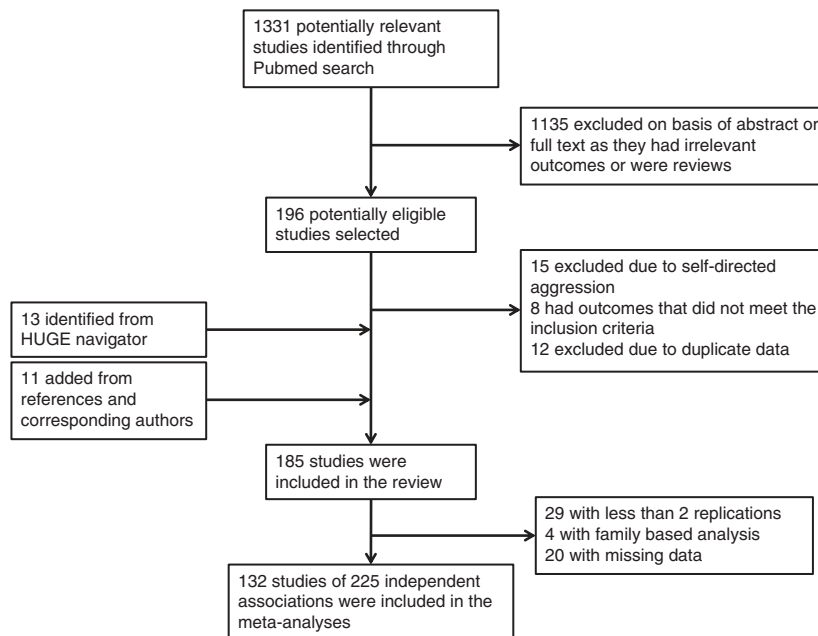 1331 potentially relevant
studies identified through
Pubmed search
1135 excluded on basis of abstract or
full text as they had irrelevant
outcomes or were reviews
196 potentially eligible
studies selected
15 excluded due to self-directed
aggression
8 had outcomes that did not meet the
inclusion criteria
12 excluded due to duplicate data
13 identified from
HUGE navigator
11 added from
references and
corresponding authors
185 studies were
included in the review
29 with less than 2 replications
4 with family based analysis
20 with missing data
132 studies of 225 independent
associations were included in the
meta-analyses